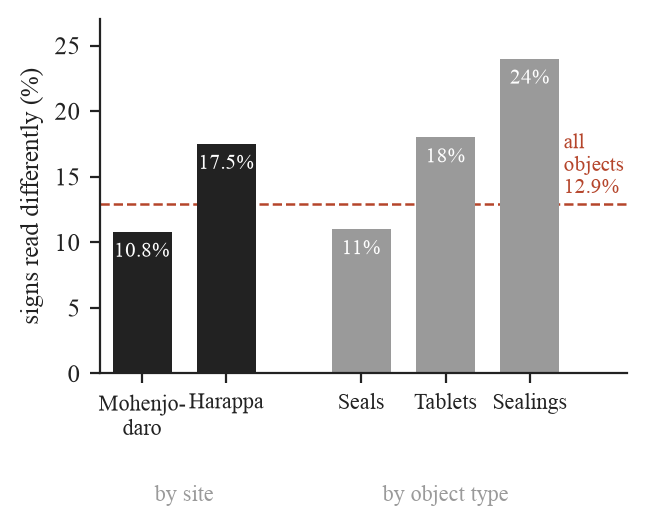 signs read differently (%)
25
20
15
10
5
0
10.8%
17.5%
11%
18%
24%
all
objects
12.9%
Mohenjo-
daro
Harappa
Seals
Tablets
Sealings
by site
by object type